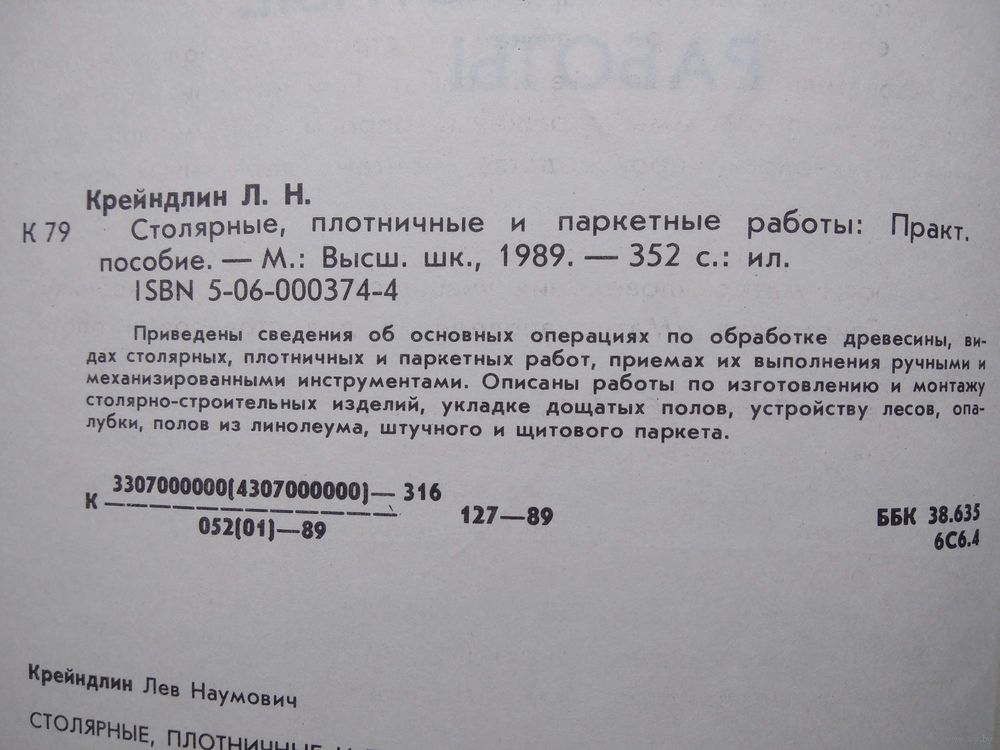 РАБОТЫ
Крейндлин Л. Н.
К 79 Столярные, плотничные и паркетные работы: Практ.
пособие. — М.: Высш. шк., 1989. — 352 с.: ил.
ISBN 5-06-000374-4
Приведены сведения об основных операциях по обработке древесины, ви-
дах столярных, плотничных и паркетных работ, приемах их выполнения ручными и
механизированными инструментами. Описаны работы по изготовлению и монтажу
столярно-строительных изделий, укладке дощатых полов, устройству лесов, опа-
лубки, полов из линолеума, штучного и щитового паркета.
3307000000(4307000000)— 316
К 127—89 ББК 38.635
052(01)—89 6С6.4
Крейндлин Лев Наумович
СТОЛЯРНЫЕ, ПЛОТНИЧНЫЕ И